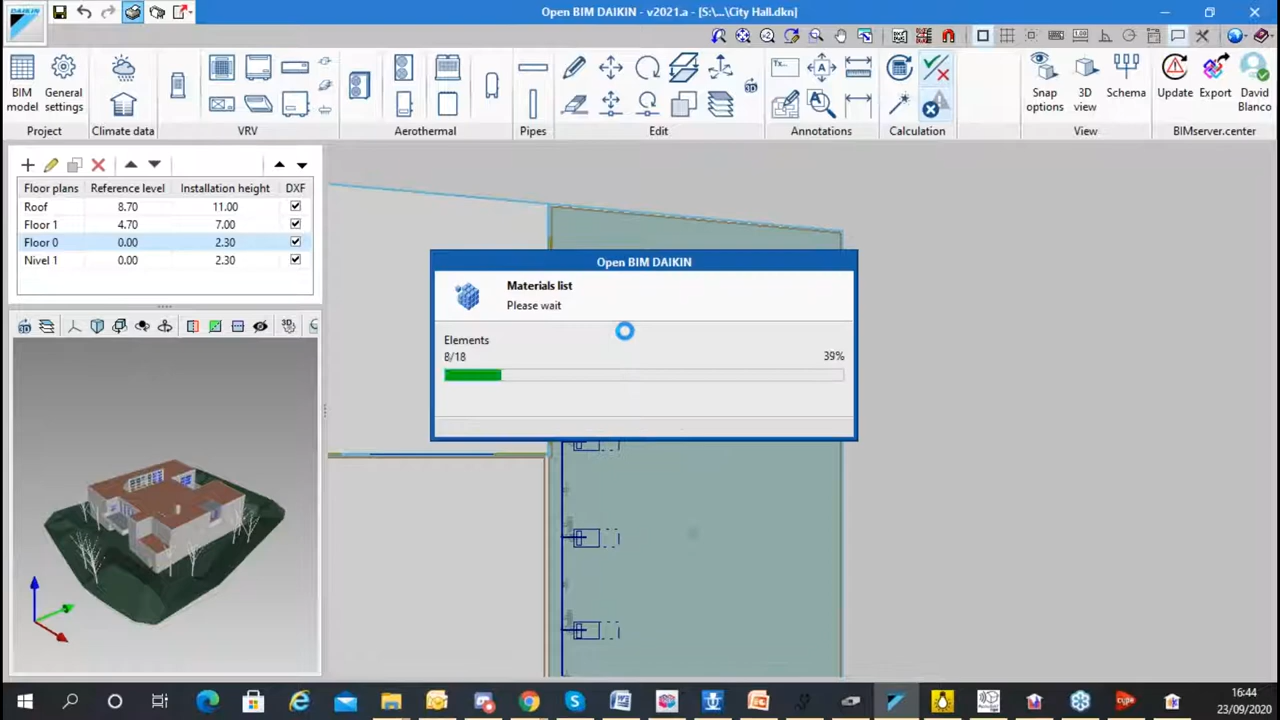 DAIKIN
Open BIM DAIKIN - v2021.a - [S:\...\City Hall.dkn]
BIM model
General settings
Tx...
Snap options
3D view
Schema
Update
Export
David Blanco
Project
Climate data
VRV
Aerothermal
Pipes
Edit
Annotations
Calculation
View
BIMserver.center
Floor plans Reference level Installation height DXF
Roof 8.70 11.00
Floor 1 4.70 7.00
Floor 0 0.00 2.30
Nivel 1 0.00 2.30
Open BIM DAIKIN
Materials list
Please wait
Elements
8/18 39%
16:44
23/09/2020